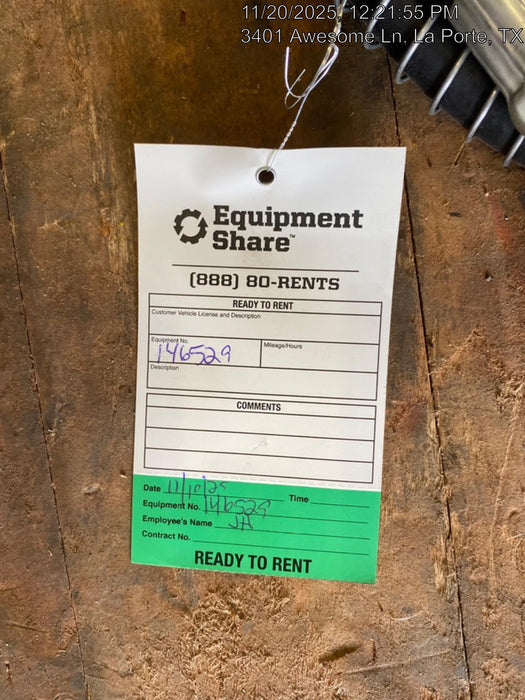 11/20/2025, 12:21:55 PM
3401 Awesome Ln, La Porte, TX
Equipment
Share™
(888) 80-RENTS
READY TO RENT
Customer Vehicle License and Description
Equipment No. Mileage/Hours
146529
Description
COMMENTS
Date 11/10/25 Time
Equipment No. 146529
Employee's Name JH
Contract No.
READY TO RENT